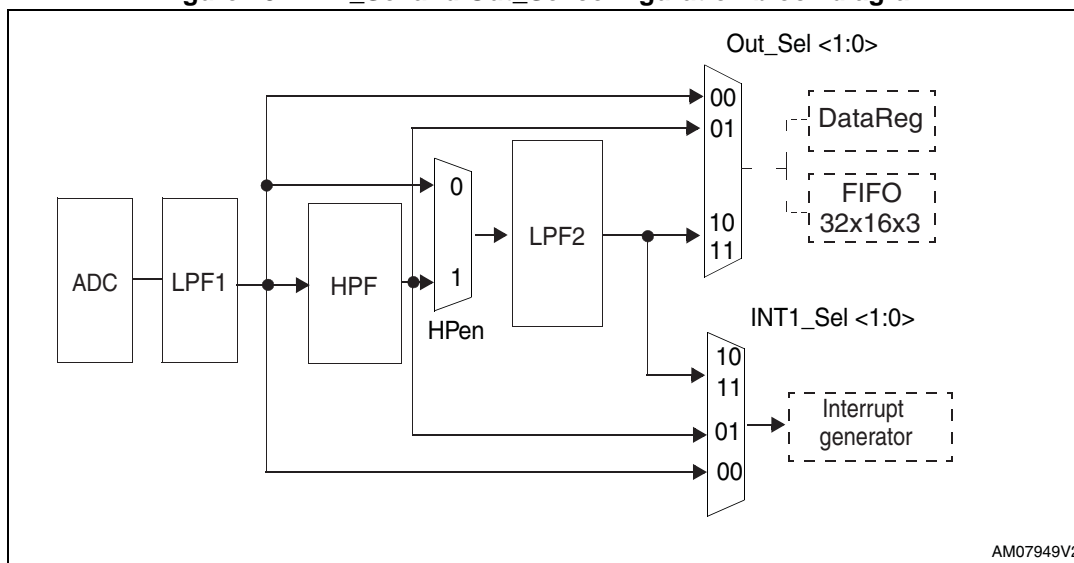 Out_Sel <1:0>
00
01
10
11
DataReg
FIFO
32x16x3
0
1
HPen
ADC
LPF1
HPF
LPF2
INT1_Sel <1:0>
10
11
01
00
Interrupt
generator
AM07949V2